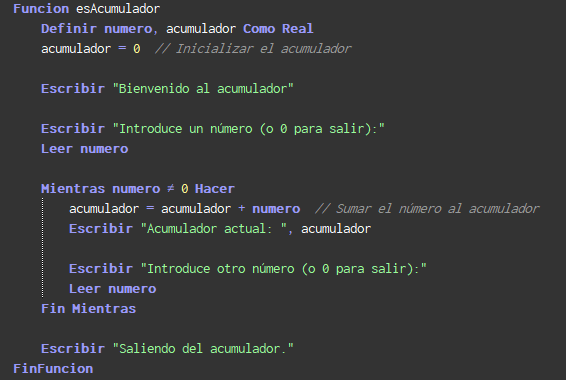 Funcion esAcumulador
Definir numero, acumulador Como Real
acumulador = 0 // Inicializar el acumulador
Escribir "Bienvenido al acumulador"
Escribir "Introduce un número (o 0 para salir):"
Leer numero
Mientras numero ≠ 0 Hacer
acumulador = acumulador + numero // Sumar el número al acumulador
Escribir "Acumulador actual: ", acumulador
Escribir "Introduce otro número (o 0 para salir):"
Leer numero
Fin Mientras
Escribir "Saliendo del acumulador."
FinFuncion